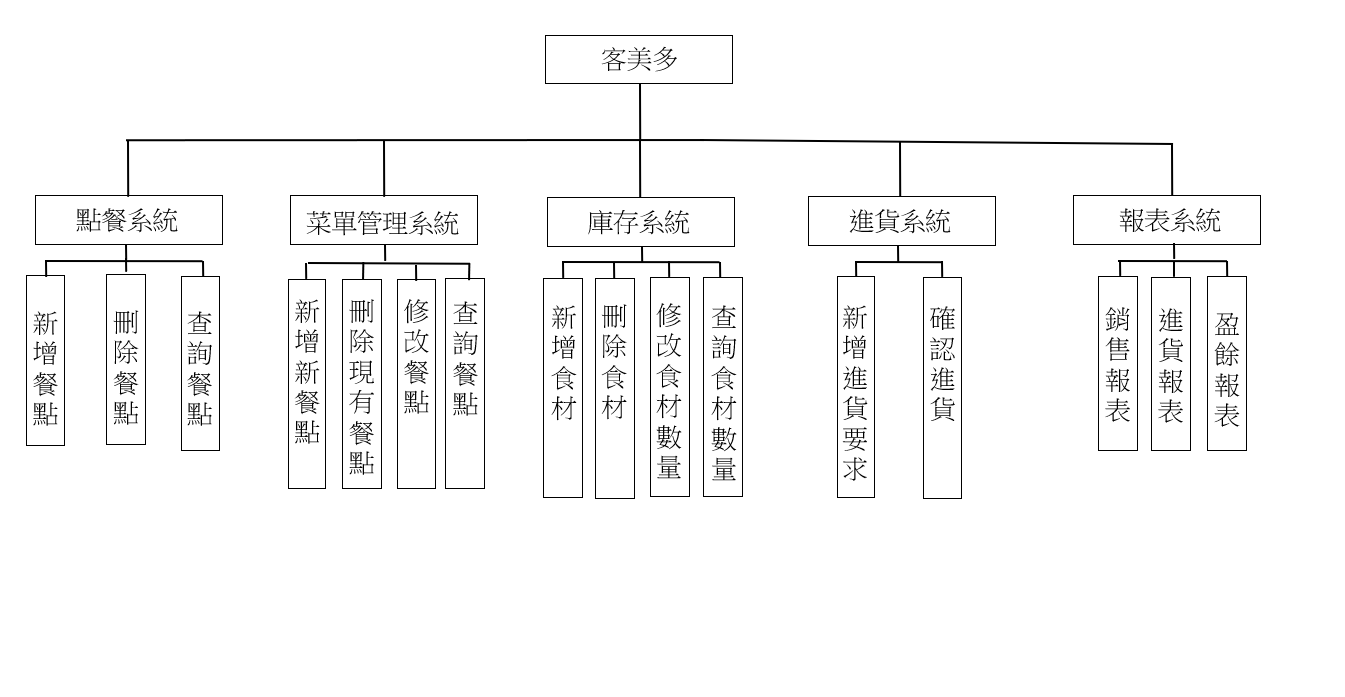 客美多
點餐系統
菜單管理系統
庫存系統
進貨系統
報表系統
新增餐點
刪除餐點
查詢餐點
新增新餐點
刪除現有餐點
修改餐點
查詢餐點
新增食材
刪除食材
修改食材數量
查詢食材數量
新增進貨要求
確認進貨
銷售報表
進貨報表
盈餘報表